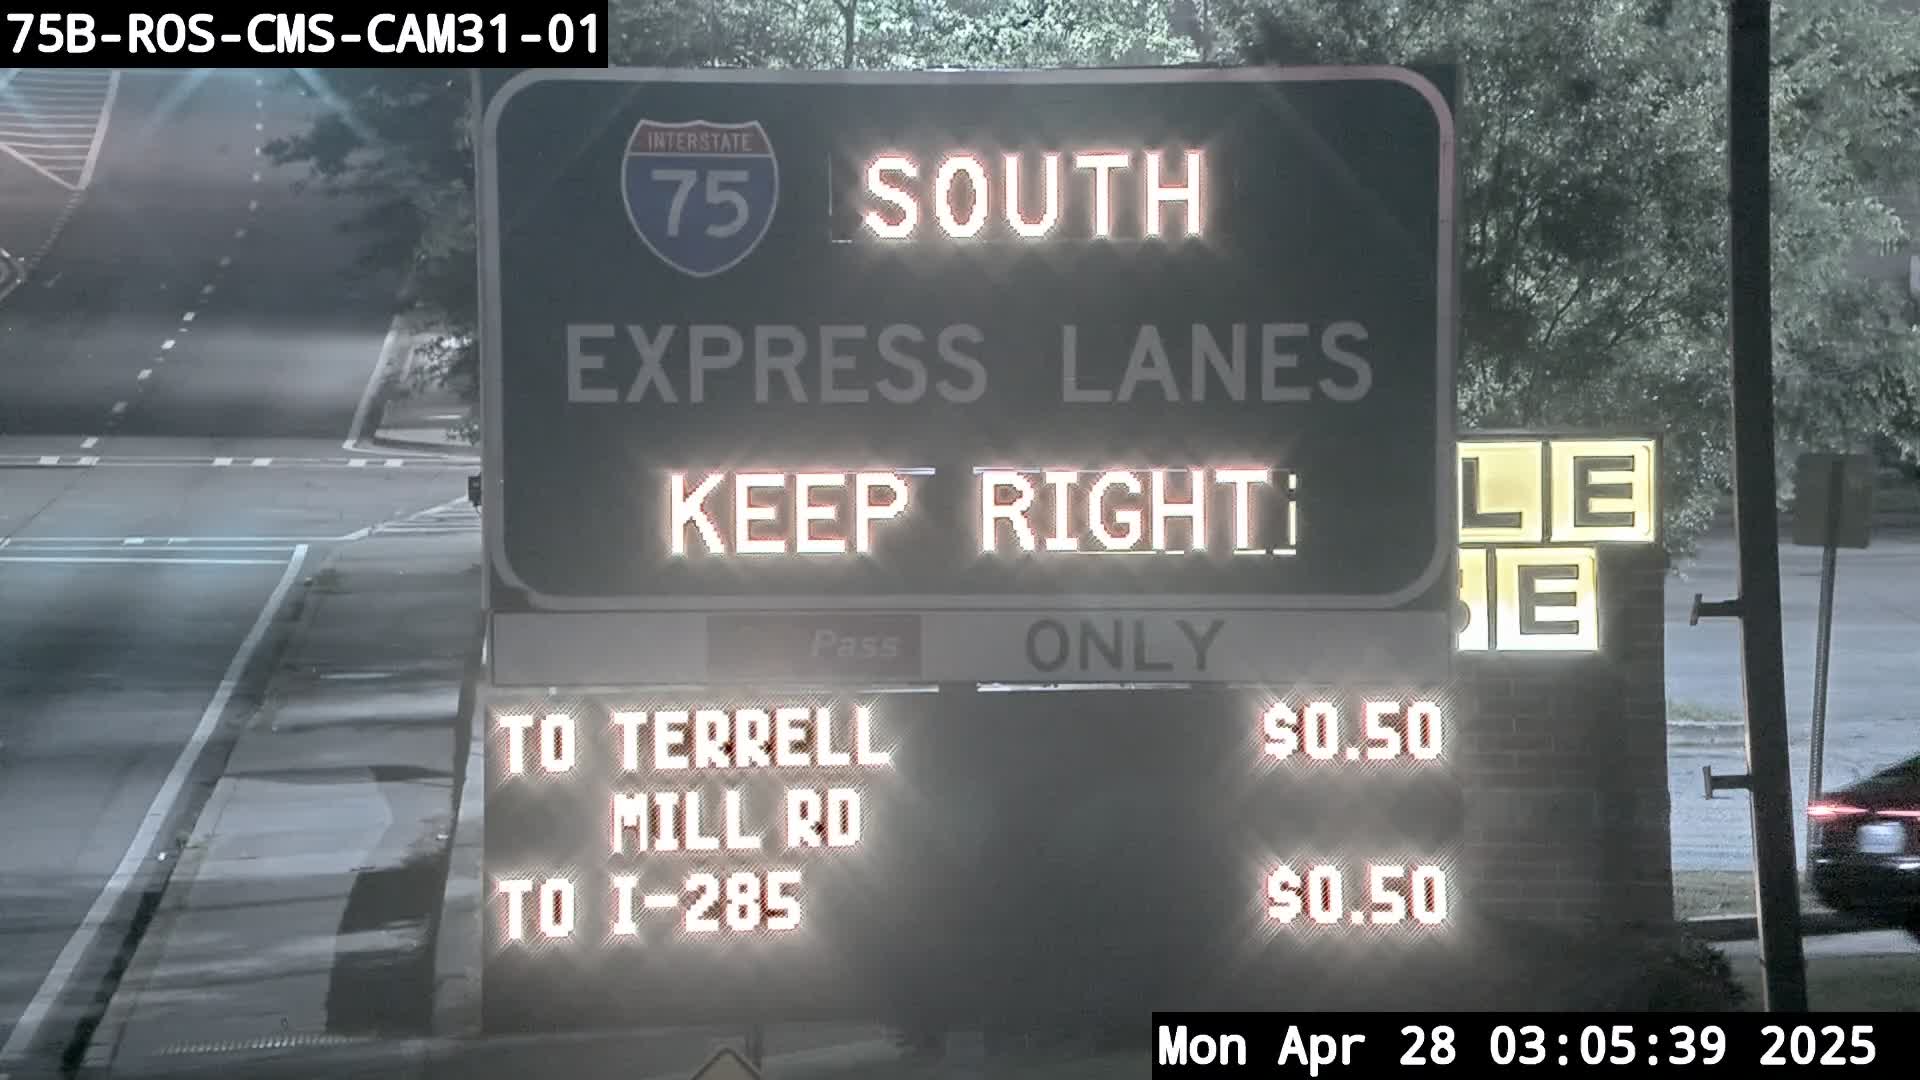 75B-ROS-CMS-CAM31-01
INTERSTATE
75
SOUTH
EXPRESS LANES
KEEP RIGHT
Pass ONLY
TO TERRELL $0.50
MILL RD
TO I-285 $0.50
LE
E
Mon Apr 28 03:05:39 2025